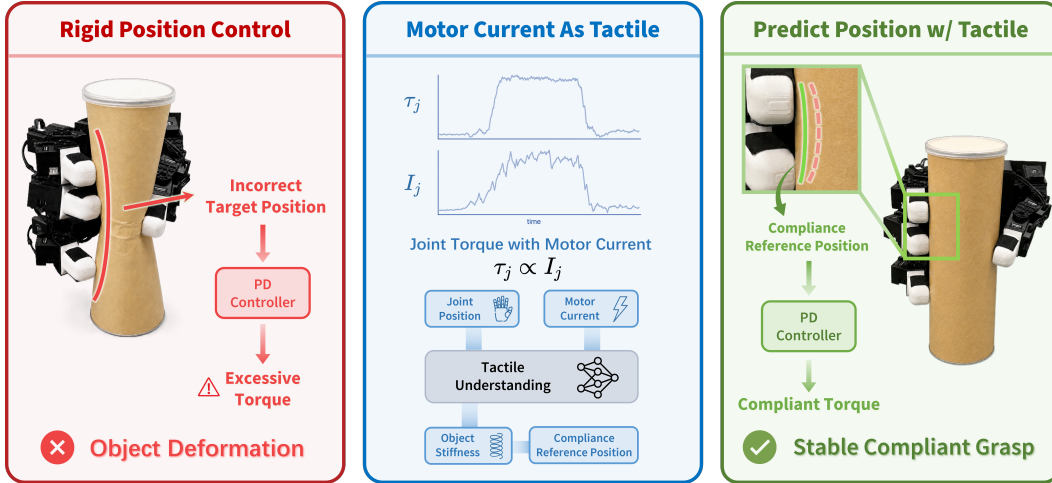 Rigid Position Control
Incorrect
Target Position
PD
Controller
Excessive
Torque
Object Deformation
Motor Current As Tactile
τj
Ij
time
Joint Torque with Motor Current
τj ∝ Ij
Joint
Position
Motor
Current
Tactile
Understanding
Object
Stiffness
Compliance
Reference Position
Predict Position w/ Tactile
Compliance
Reference Position
PD
Controller
Compliant Torque
Stable Compliant Grasp